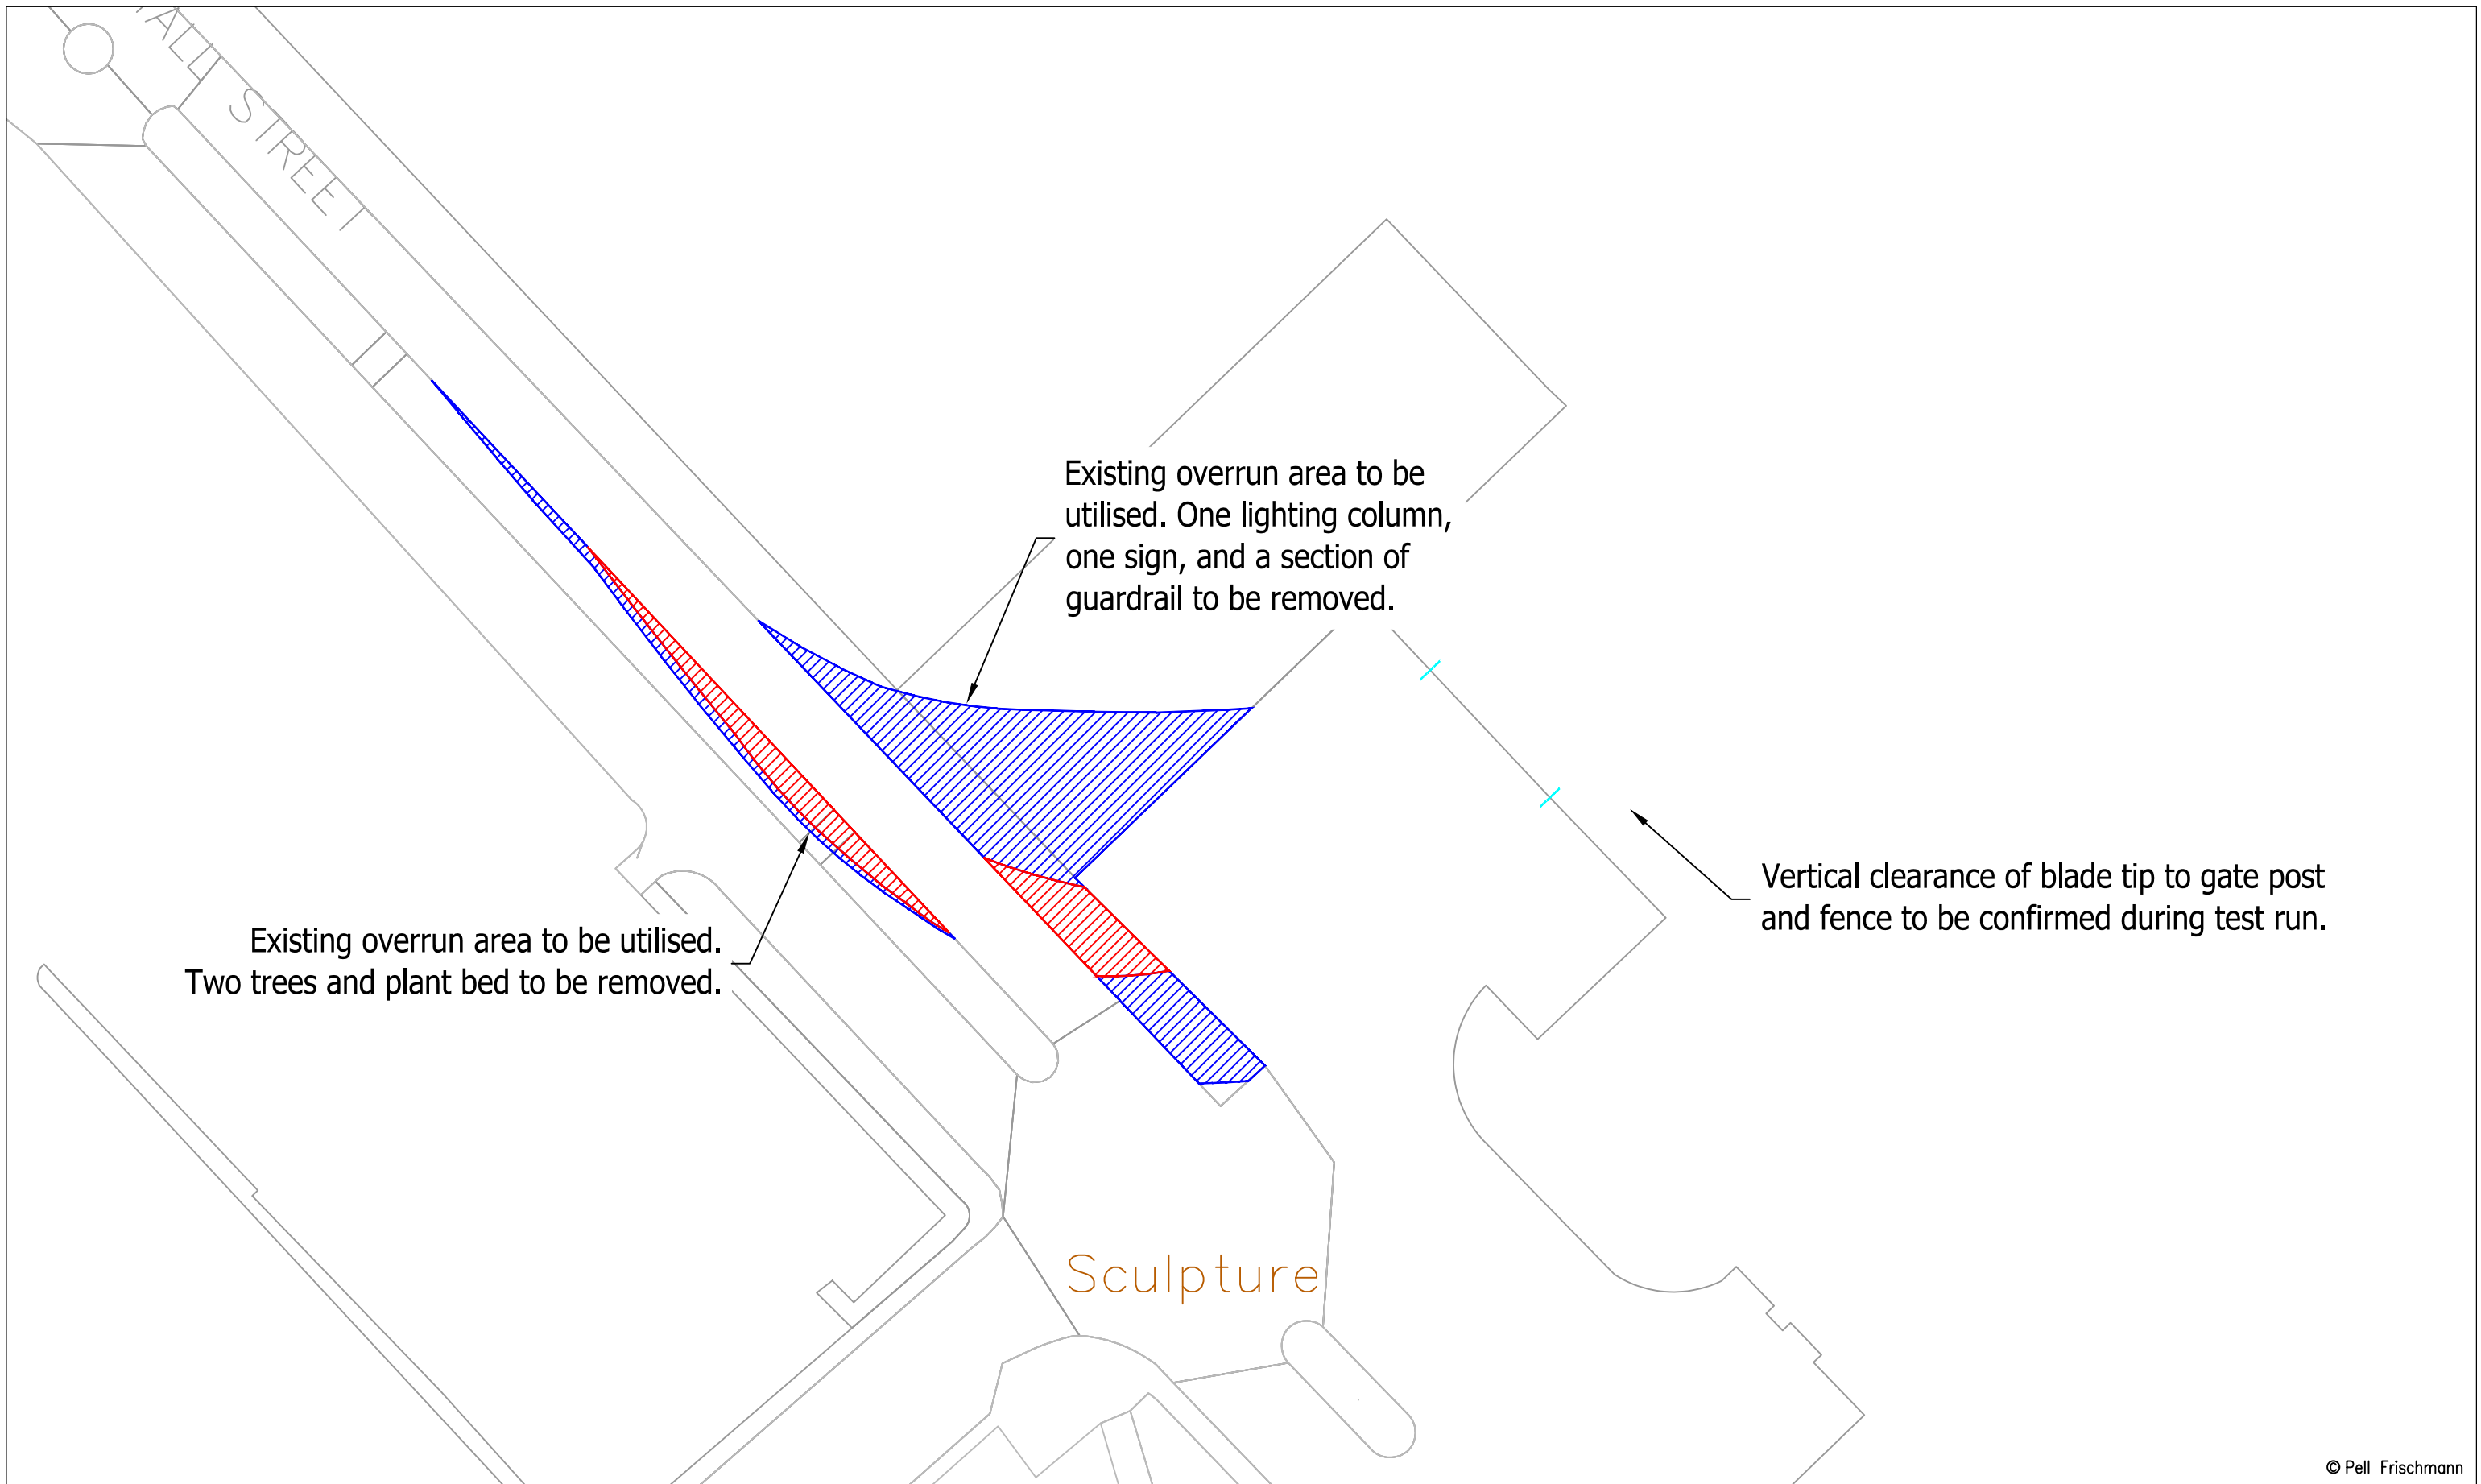 STREET
Existing overrun area to be
utilised. One lighting column,
one sign, and a section of
guardrail to be removed.
Vertical clearance of blade tip to gate post
and fence to be confirmed during test run.
Existing overrun area to be utilised.
Two trees and plant bed to be removed.
Sculpture
© Pell Frischmann